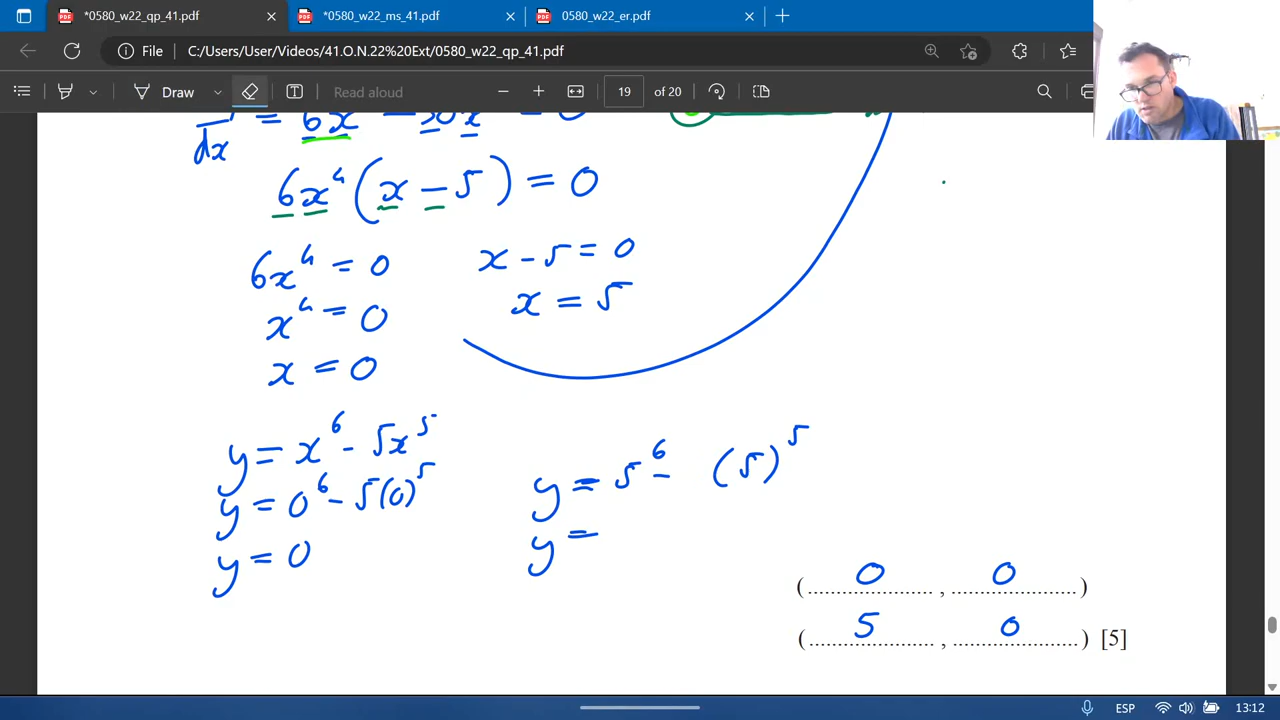 *0580_w22_qp_41.pdf
*0580_w22_ms_41.pdf
0580_w22_er.pdf
File C:/Users/User/Videos/41.O.N.22%20Ext/0580_w22_qp_41.pdf
Draw
Read aloud
19 of 20
dx
6x⁴(x - 5) = 0
6x⁴ = 0
x - 5 = 0
x⁴ = 0
x = 5
x = 0
y = x⁶ - 5x⁵
y = 0⁶ - 5(0)⁵
y = 5⁶ - (5)⁵
y = 0
y =
(0, 0)
(5, 0) [5]
ESP
13:12